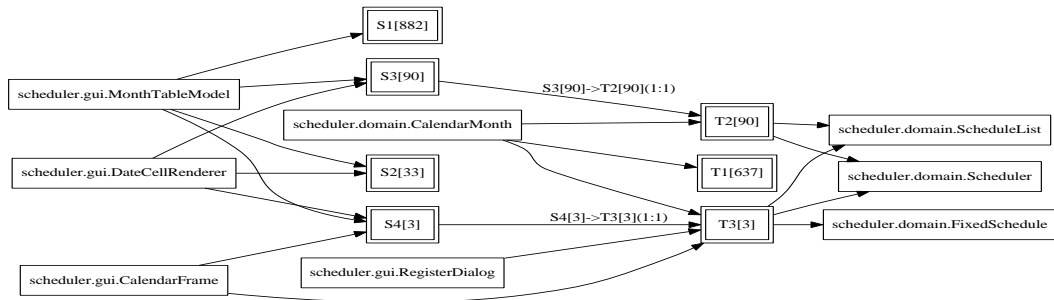 S1[882]
S3[90]
scheduler.gui.MonthTableModel
S3[90]->T2[90](1:1)
scheduler.domain.CalendarMonth
T2[90]
scheduler.domain.ScheduleList
scheduler.gui.DateCellRenderer
S2[33]
T1[637]
scheduler.domain.Scheduler
S4[3]
S4[3]->T3[3](1:1)
T3[3]
scheduler.domain.FixedSchedule
scheduler.gui.CalendarFrame
scheduler.gui.RegisterDialog